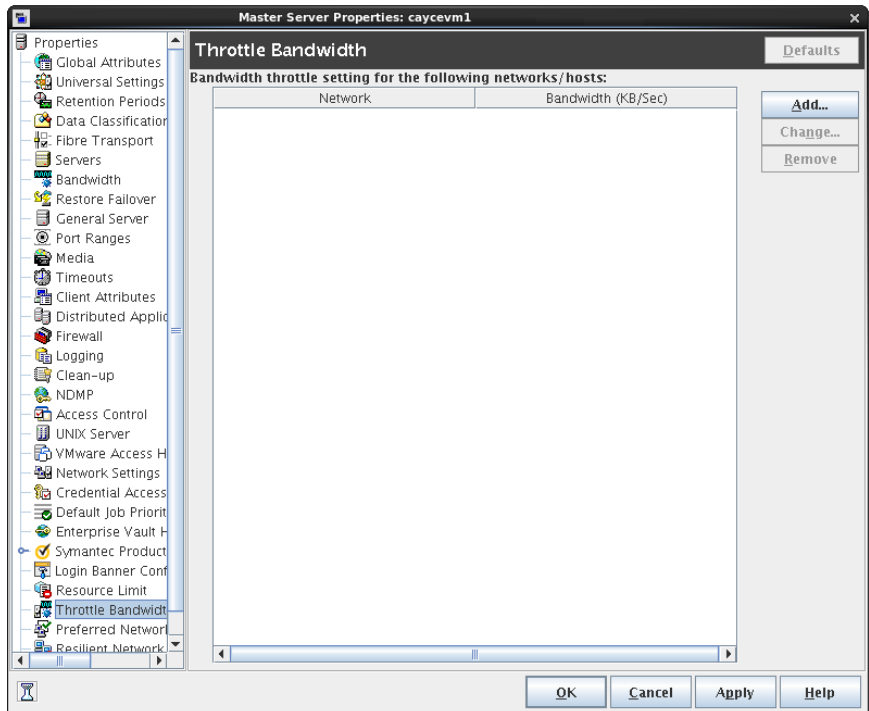 Master Server Properties: caycevm1
Properties
Global Attributes
Universal Settings
Retention Periods
Data Classification
Fibre Transport
Servers
Bandwidth
Restore Failover
General Server
Port Ranges
Media
Timeouts
Client Attributes
Distributed Applic
Firewall
Logging
Clean-up
NDMP
Access Control
UNIX Server
VMware Access H
Network Settings
Credential Access
Default Job Priorit
Enterprise Vault H
Symantec Product
Login Banner Conf
Resource Limit
Throttle Bandwidt
Preferred Networ
Resilient Network
Throttle Bandwidth
Defaults
Bandwidth throttle setting for the following networks/hosts:
Network
Bandwidth (KB/Sec)
Add...
Change...
Remove
OK
Cancel
Apply
Help